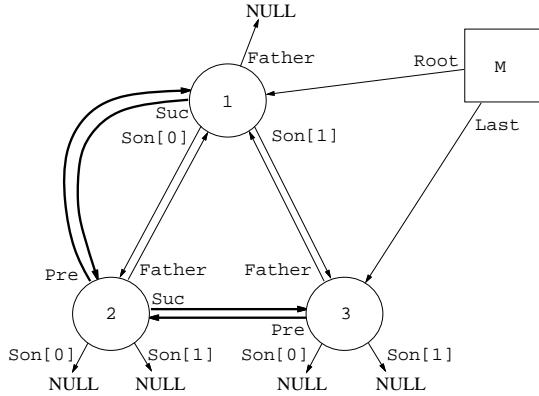 NULL
Father
Root
M
1
Suc
Last
Son[0]
Son[1]
Pre
Father
Father
2
Suc
3
Pre
Son[0]
Son[1]
Son[0]
Son[1]
NULL
NULL
NULL
NULL